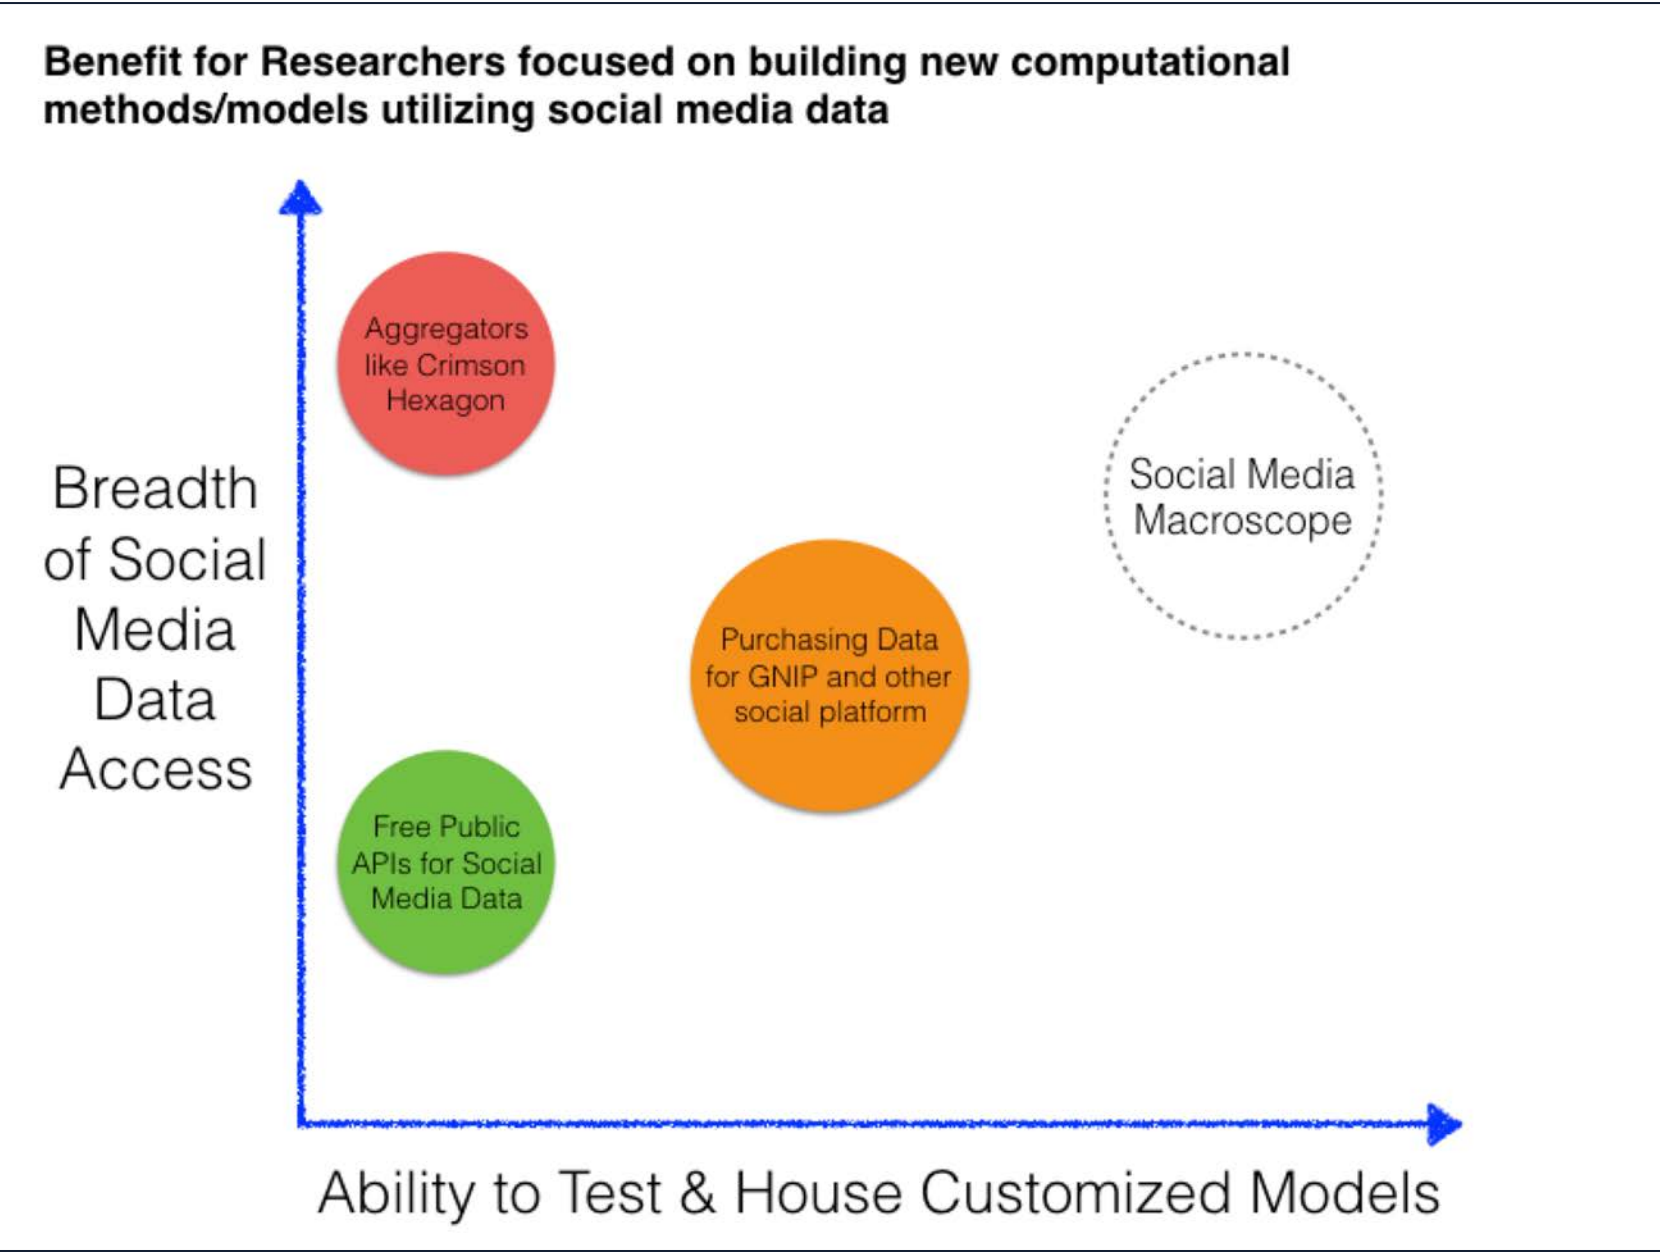 Benefit for Researchers focused on building new computational
methods/models utilizing social media data
Aggregators
like Crimson
Hexagon
Social Media
Macroscope
Breadth
of Social
Media
Data
Access
Purchasing Data
for GNIP and other
social platform
Free Public
APIs for Social
Media Data
Ability to Test & House Customized Models